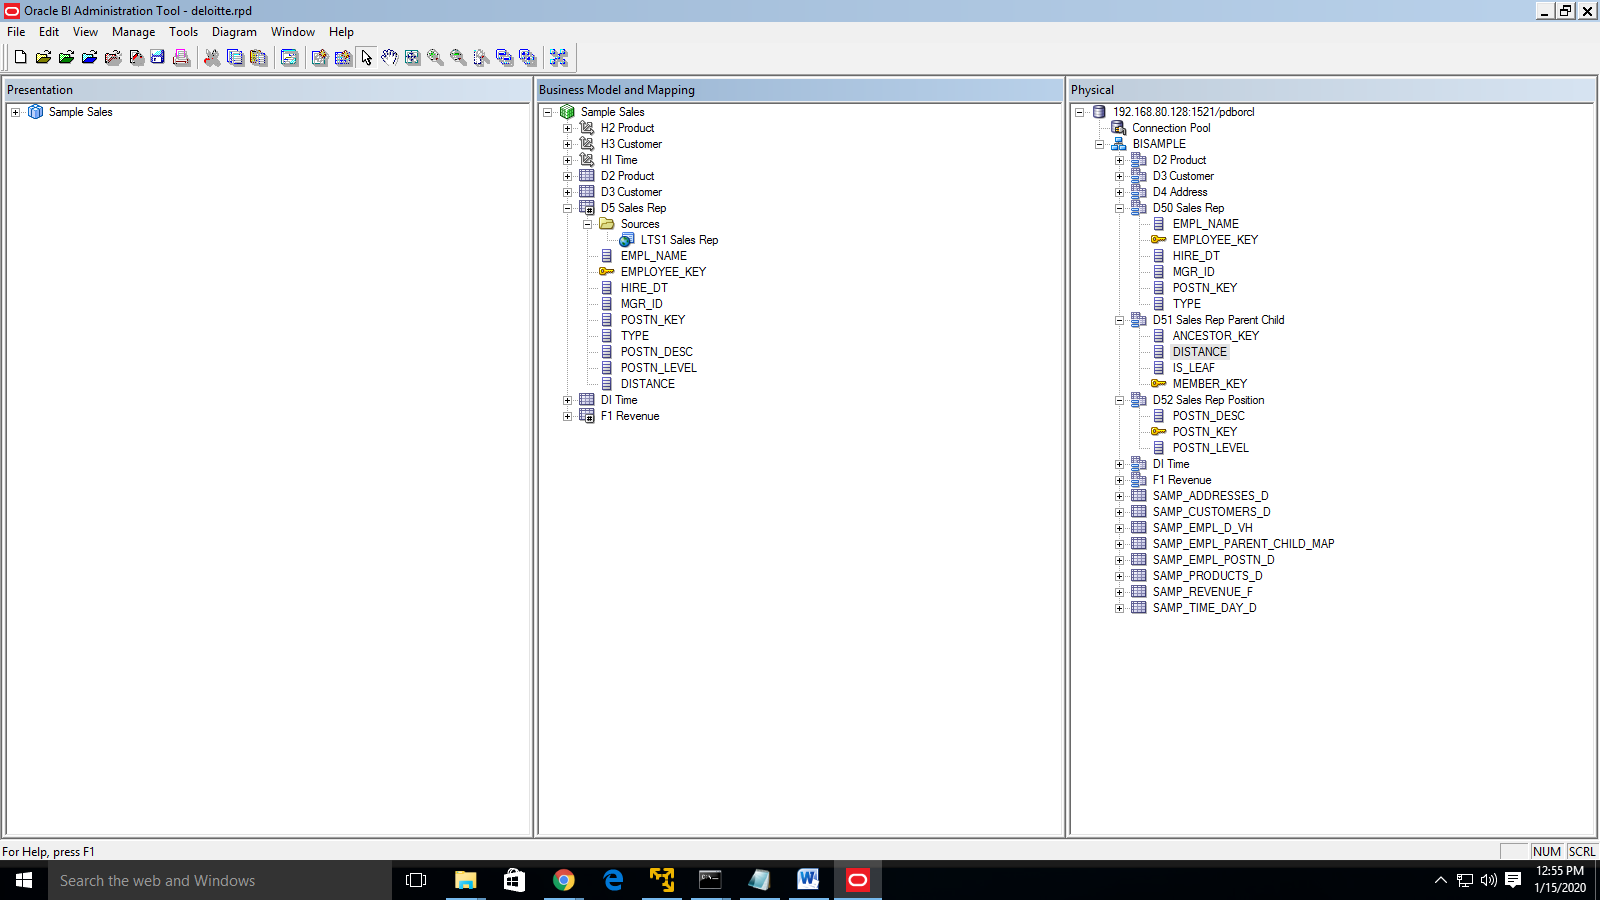 Oracle BI Administration Tool - deloitte.rpd
File Edit View Manage Tools Diagram Window Help
Presentation
Sample Sales
Business Model and Mapping
Sample Sales
H2 Product
H3 Customer
HI Time
D2 Product
D3 Customer
D5 Sales Rep
Sources
LTS1 Sales Rep
EMPL_NAME
EMPLOYEE_KEY
HIRE_DT
MGR_ID
POSTN_KEY
TYPE
POSTN_DESC
POSTN_LEVEL
DISTANCE
DI Time
F1 Revenue
Physical
192.168.80.128:1521/pdborcl
Connection Pool
BISAMPLE
D2 Product
D3 Customer
D4 Address
D50 Sales Rep
EMPL_NAME
EMPLOYEE_KEY
HIRE_DT
MGR_ID
POSTN_KEY
TYPE
D51 Sales Rep Parent Child
ANCESTOR_KEY
DISTANCE
IS_LEAF
MEMBER_KEY
D52 Sales Rep Position
POSTN_DESC
POSTN_KEY
POSTN_LEVEL
DI Time
F1 Revenue
SAMP_ADDRESSES_D
SAMP_CUSTOMERS_D
SAMP_EMPL_D_VH
SAMP_EMPL_PARENT_CHILD_MAP
SAMP_EMPL_POSTN_D
SAMP_PRODUCTS_D
SAMP_REVENUE_F
SAMP_TIME_DAY_D
For Help, press F1
NUM SCRL
Search the web and Windows
12:55 PM
1/15/2020